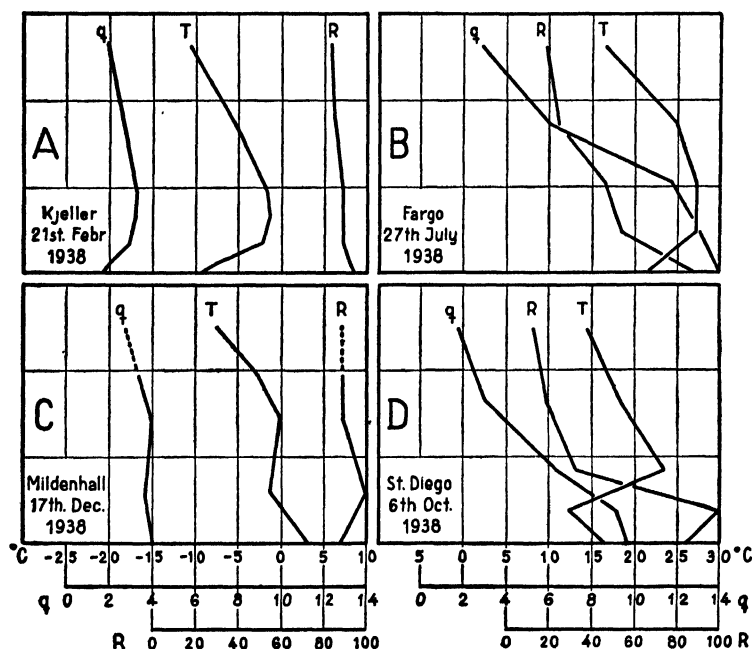 q T R
A
Kjeller
21st. Febr
1938
q R T
B
Fargo
27th July
1938
q T R
C
Mildenhall
17th. Dec.
1938
q R T
D
St. Diego
6th Oct.
1938
°C -25 -20 -15 -10 -5 0 5 10
q 0 2 4 6 8 10 12 14
R 0 20 40 60 80 100
5 0 5 10 15 20 25 30 °C
0 2 4 6 8 10 12 14 q
0 20 40 60 80 100 R